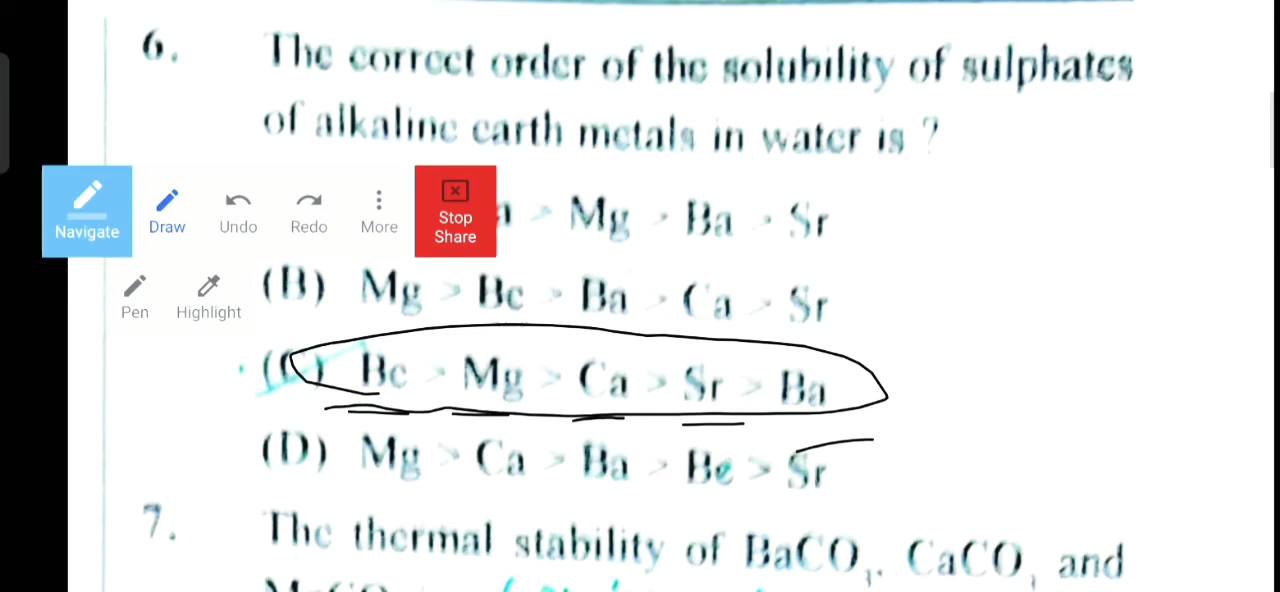 6. The correct order of the solubility of sulphates
of alkaline earth metals in water is ?
> Mg > Ba > Sr
(B) Mg > Be > Ba > Ca > Sr
(C) Be > Mg > Ca > Sr > Ba
(D) Mg > Ca > Ba > Be > Sr
7. The thermal stability of BaCO₃, CaCO₃ and
Navigate
Draw
Undo
Redo
More
Stop
Share
Pen
Highlight